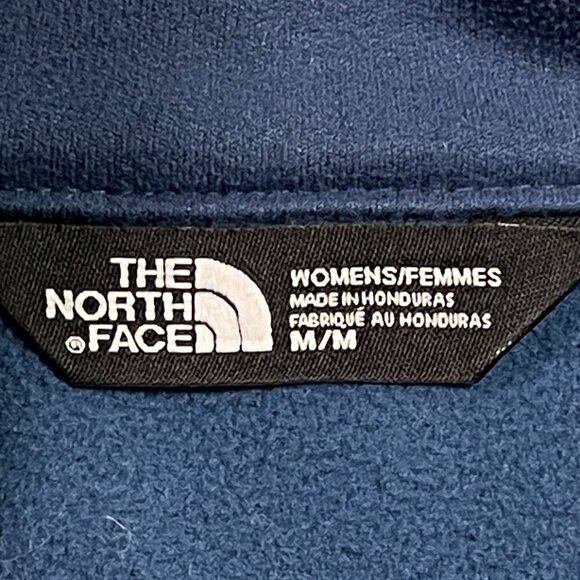 THE
NORTH
® FACE
WOMENS/FEMMES
MADE IN HONDURAS
FABRIQUÉ AU HONDURAS
M/M